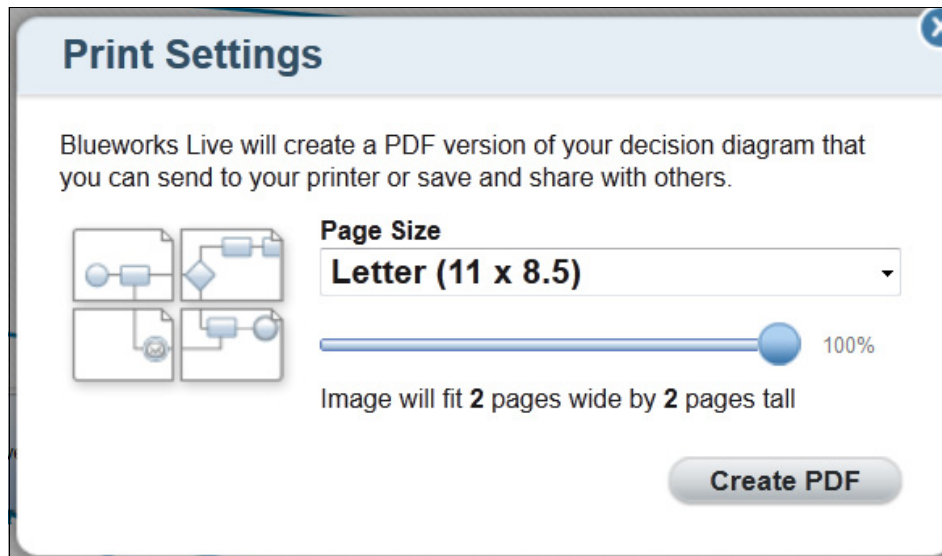 Print Settings
Blueworks Live will create a PDF version of your decision diagram that
you can send to your printer or save and share with others.
Page Size
Letter (11 x 8.5)
100%
Image will fit 2 pages wide by 2 pages tall
Create PDF